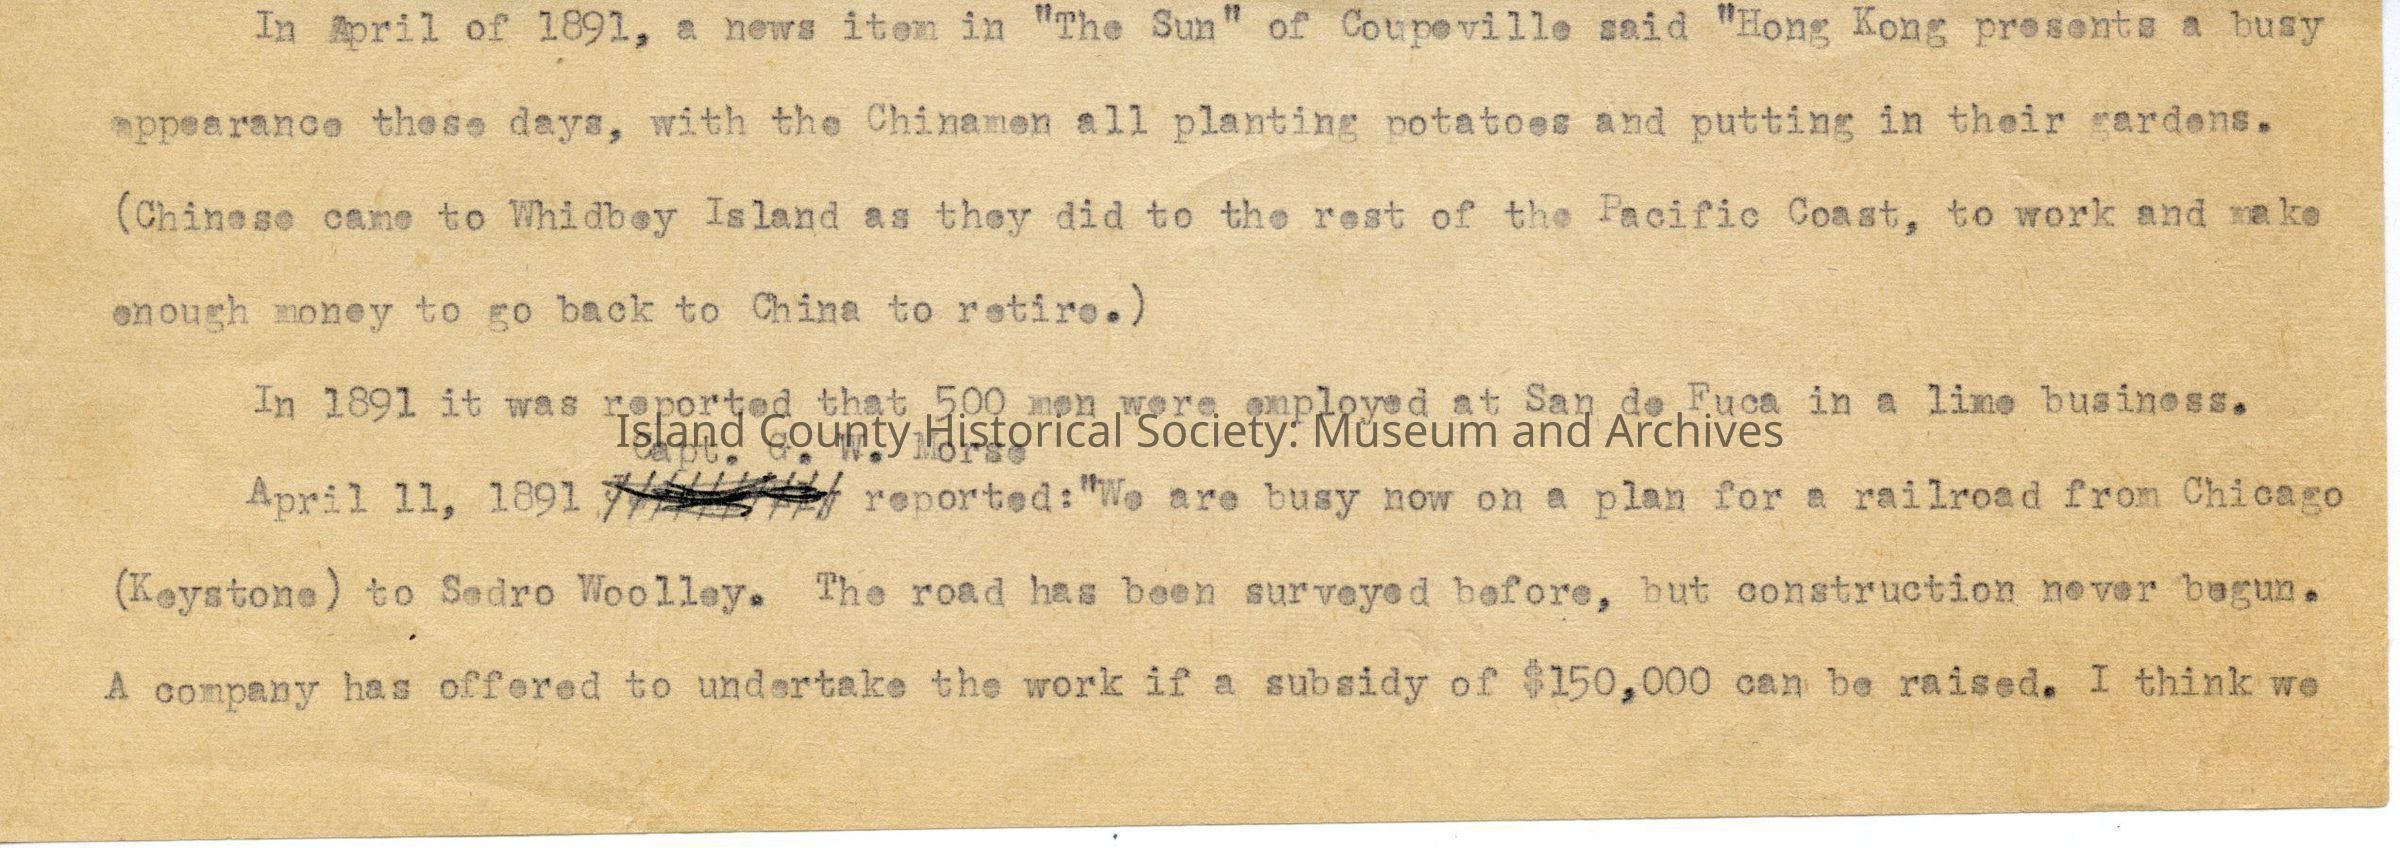 In April of 1891, a news item in "The Sun" of Coupeville said "Hong Kong presents a busy
appearance these days, with the Chinamen all planting potatoes and putting in their gardens.
(Chinese came to Whidbey Island as they did to the rest of the Pacific Coast, to work and make
enough money to go back to China to retire.)
In 1891 it was reported that 500 men were employed at San de Fuca in a lime business.
Island County Historical Society: Museum and Archives
Capt. G. W. Morse
April 11, 1891 reported:"We are busy now on a plan for a railroad from Chicago
(Keystone) to Sedro Woolley. The road has been surveyed before, but construction never begun.
A company has offered to undertake the work if a subsidy of $150,000 can be raised. I think we